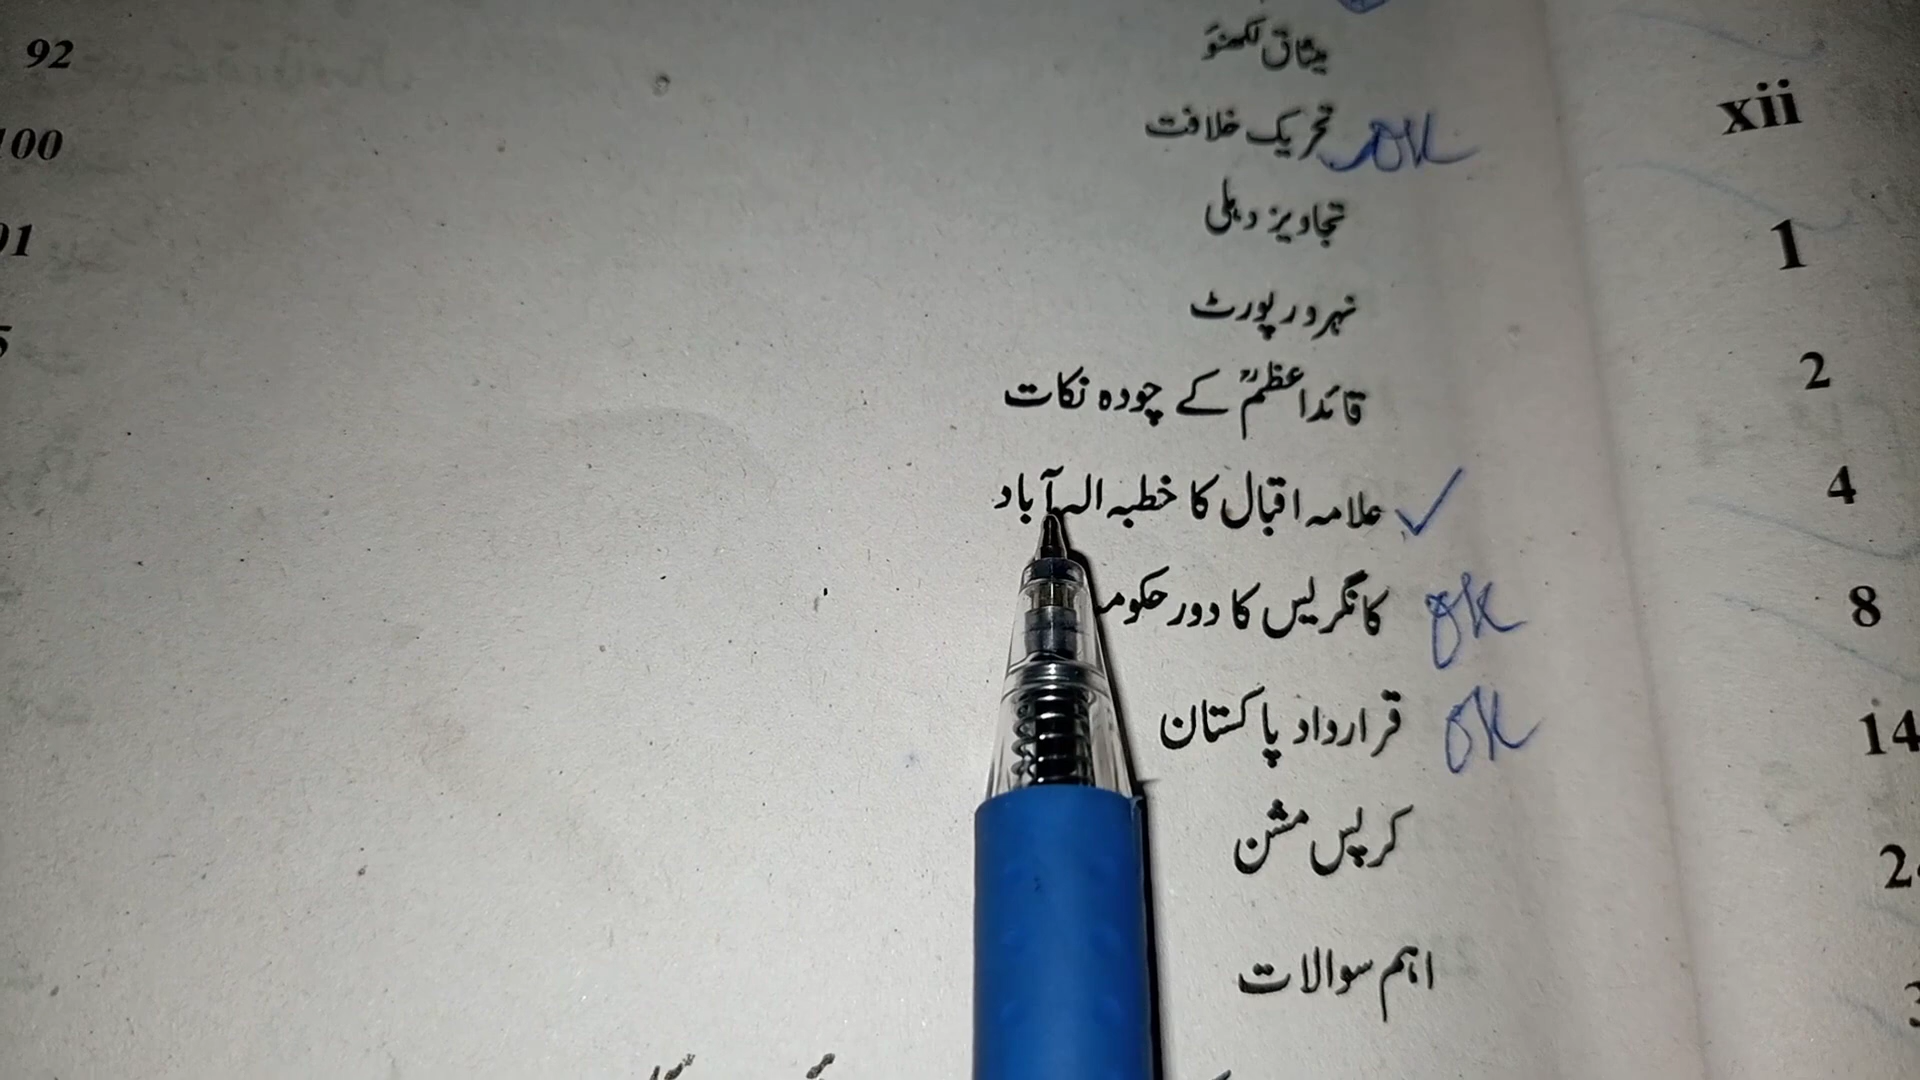 میثاق لکھنؤ
تحریک خلافت OK
تجاویز دہلی
نہرو رپورٹ
قائداعظمؒ کے چودہ نکات
علامہ اقبال کا خطبہ الہ آباد
کانگریس کا دور OK
قرارداد پاکستان OK
کرپس مشن
اہم سوالات
92
100
xii
1
2
4
8
14